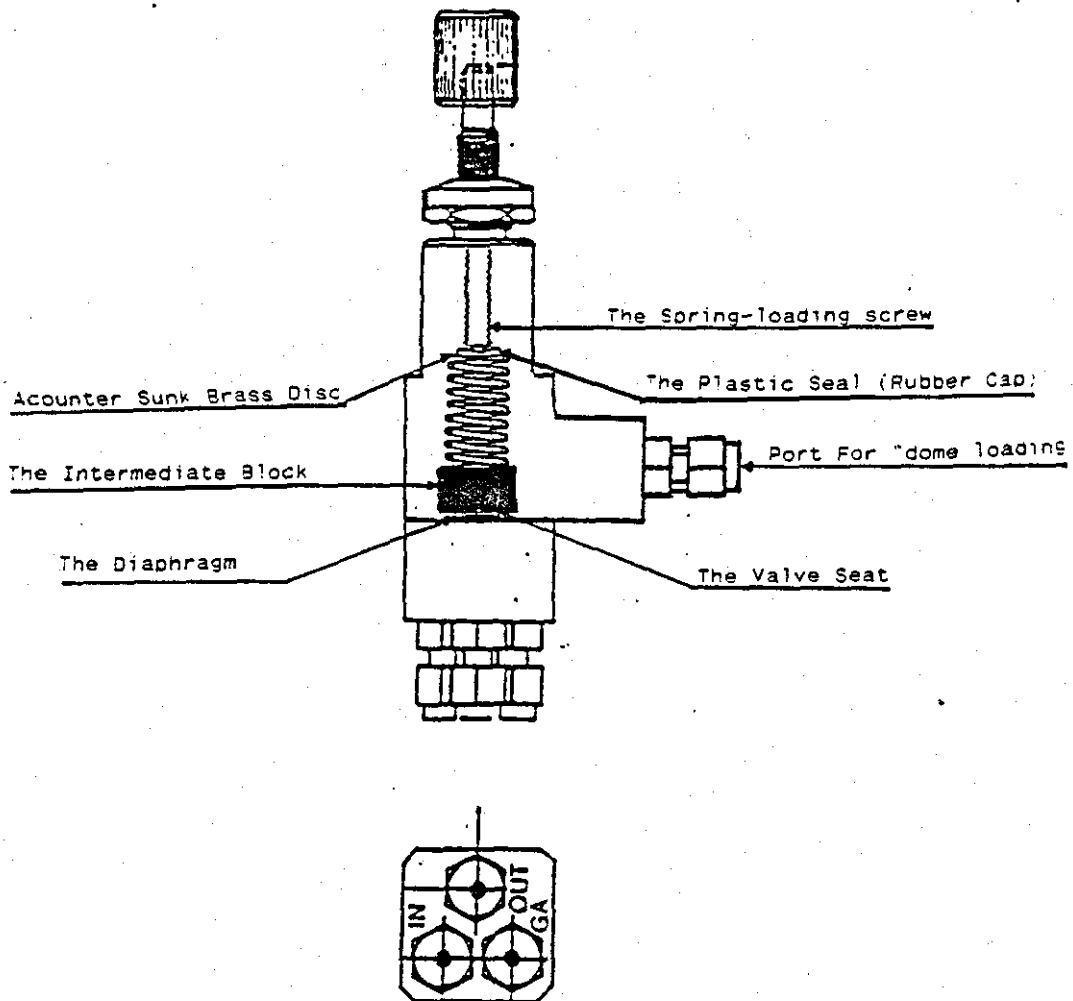 The Spring-loading screw
Acounter Sunk Brass Disc
The Plastic Seal (Rubber Cap)
Port For "dome loading
The Intermediate Block
The Diaphragm
The Valve Seat
IN
OUT
GA